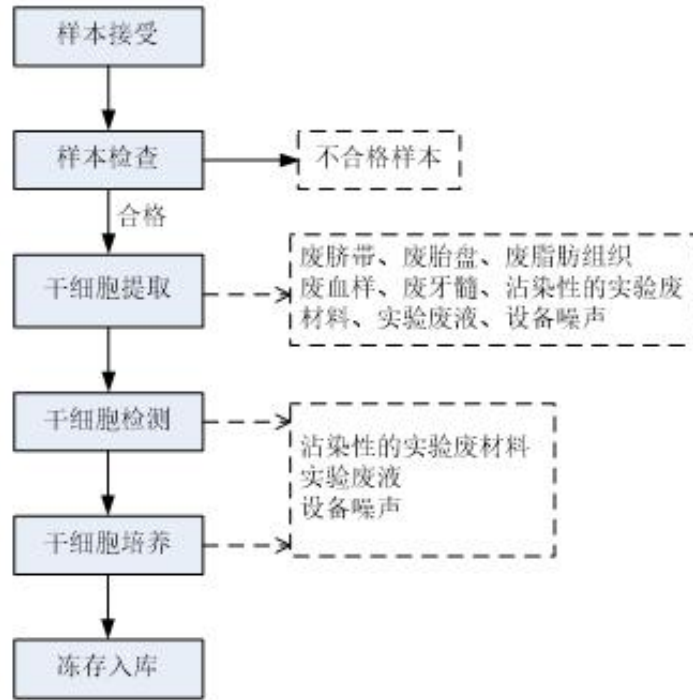 样本接受
样本检查
不合格样本
合格
干细胞提取
废脐带、废胎盘、废脂肪组织
废血样、废牙髓、沾染性的实验废
材料、实验废液、设备噪声
干细胞检测
沾染性的实验废材料
实验废液
设备噪声
干细胞培养
冻存入库